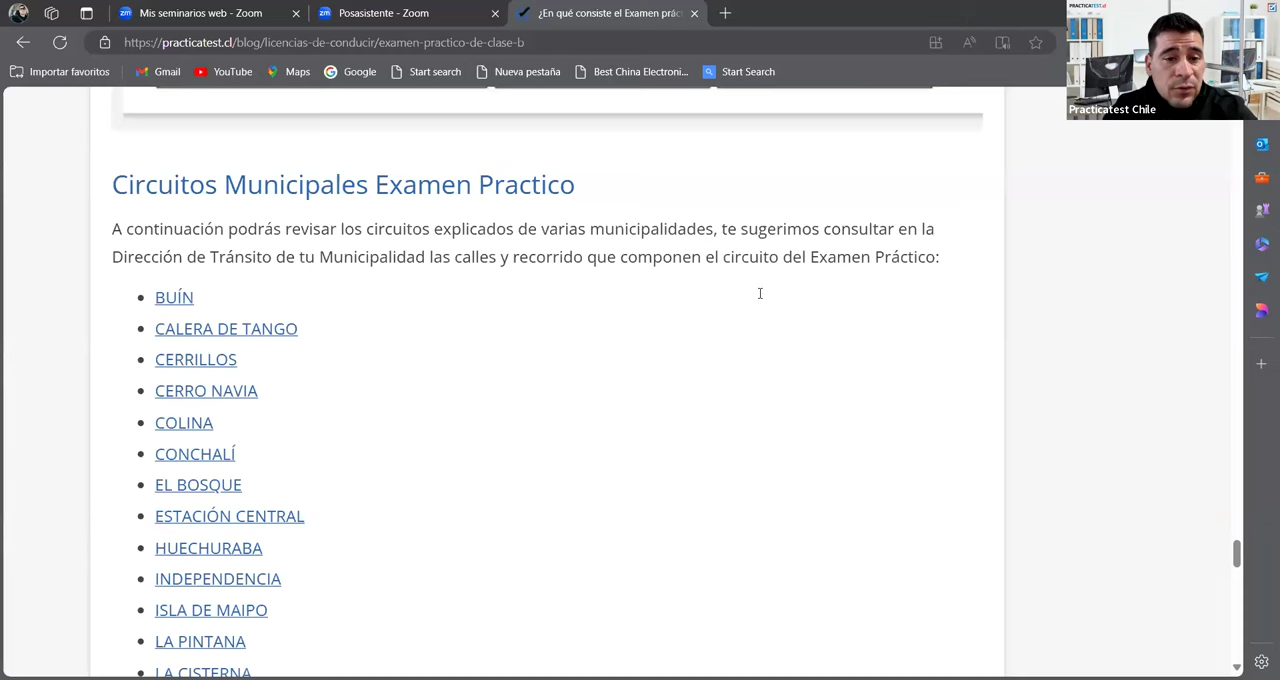 Mis seminarios web - Zoom
Posasistente - Zoom
¿En qué consiste el Examen prác
https://practicatest.cl/blog/licencias-de-conducir/examen-practico-de-clase-b
Importar favoritos
Gmail
YouTube
Maps
Google
Start search
Nueva pestaña
Best China Electroni...
Start Search
PRACTICATEST.cl
Practicatest Chile
Circuitos Municipales Examen Practico
A continuación podrás revisar los circuitos explicados de varias municipalidades, te sugerimos consultar en la
Dirección de Tránsito de tu Municipalidad las calles y recorrido que componen el circuito del Examen Práctico:
BUÍN
CALERA DE TANGO
CERRILLOS
CERRO NAVIA
COLINA
CONCHALÍ
EL BOSQUE
ESTACIÓN CENTRAL
HUECHURABA
INDEPENDENCIA
ISLA DE MAIPO
LA PINTANA
LA CISTERNA